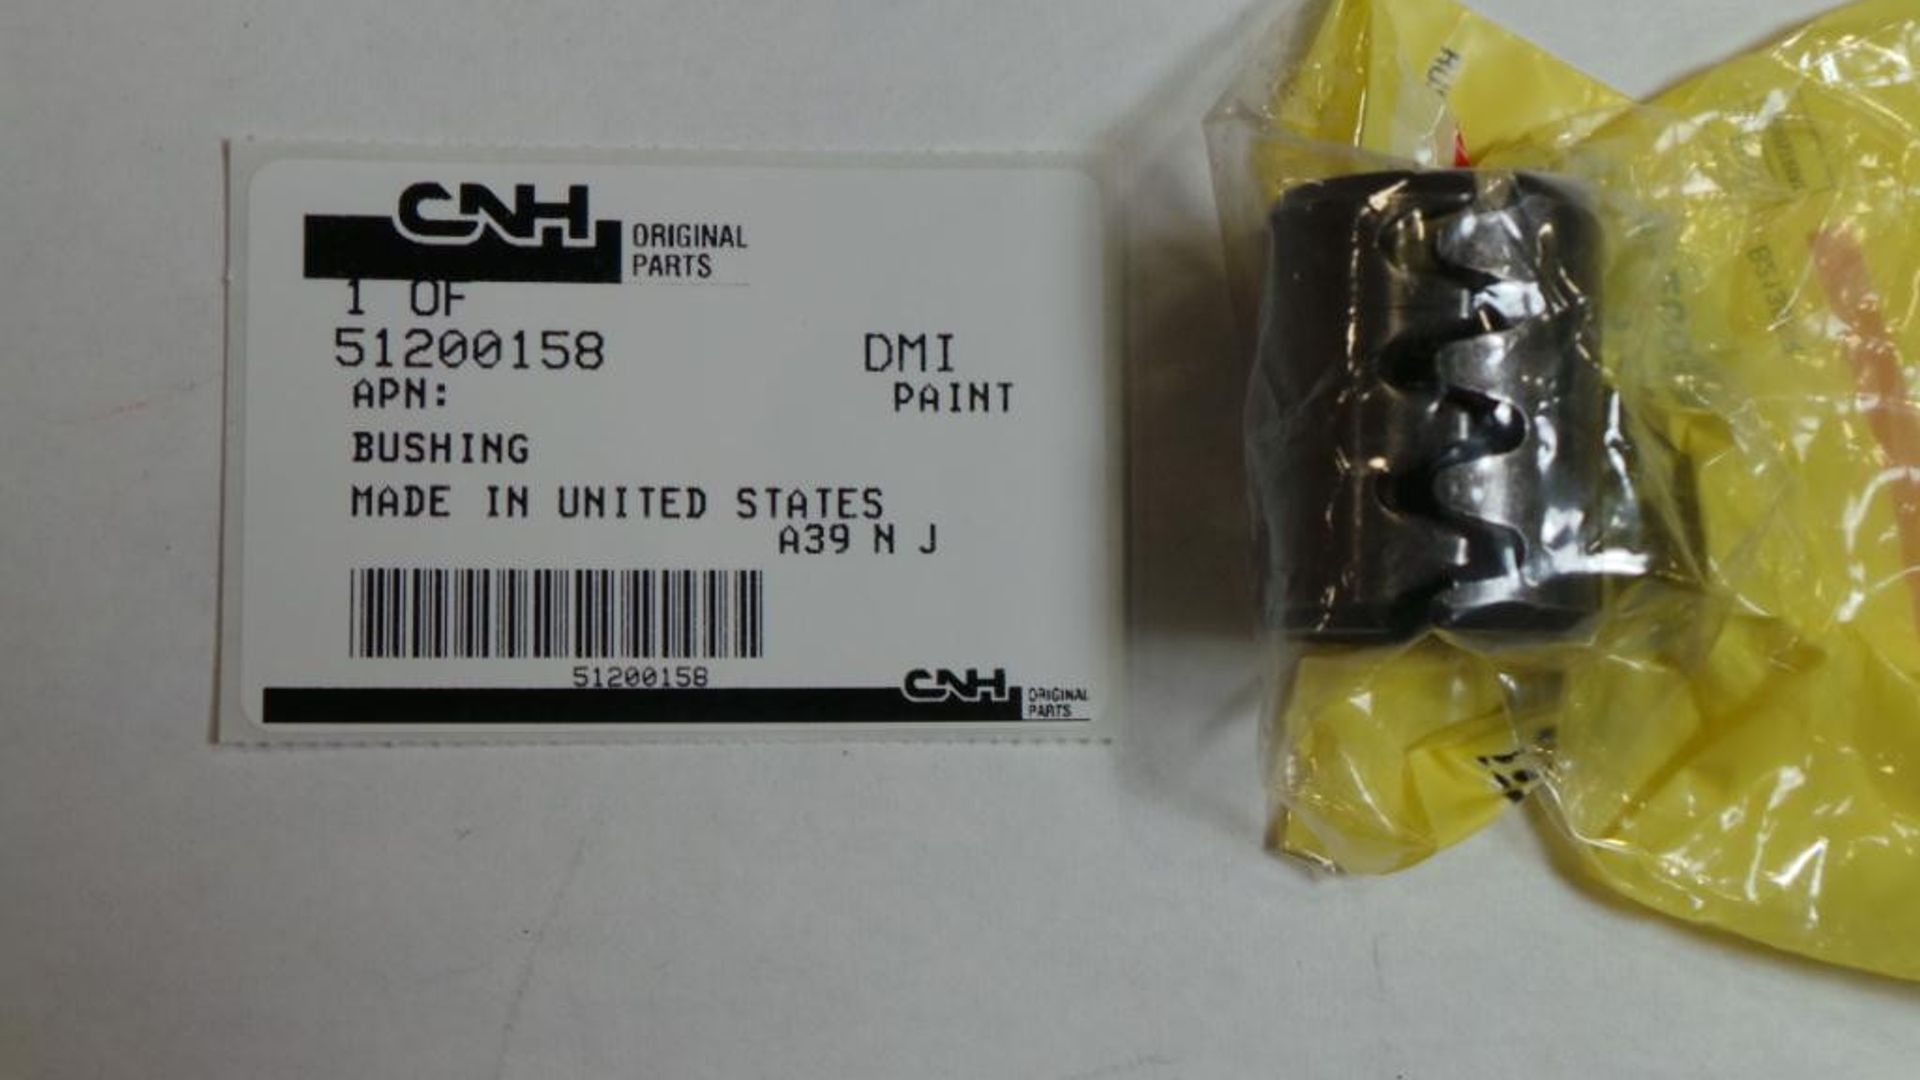 CNH ORIGINAL
PARTS
1 OF
51200158 DMI
APN: PAINT
BUSHING
MADE IN UNITED STATES
A39 N J
51200158
CNH ORIGINAL
PARTS